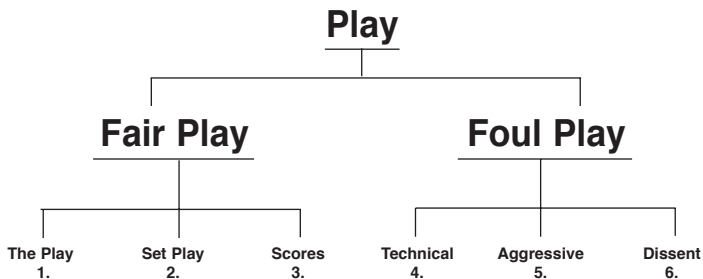 Play
Fair Play
Foul Play
The Play
1.
Set Play
2.
Scores
3.
Technical
4.
Aggressive
5.
Dissent
6.